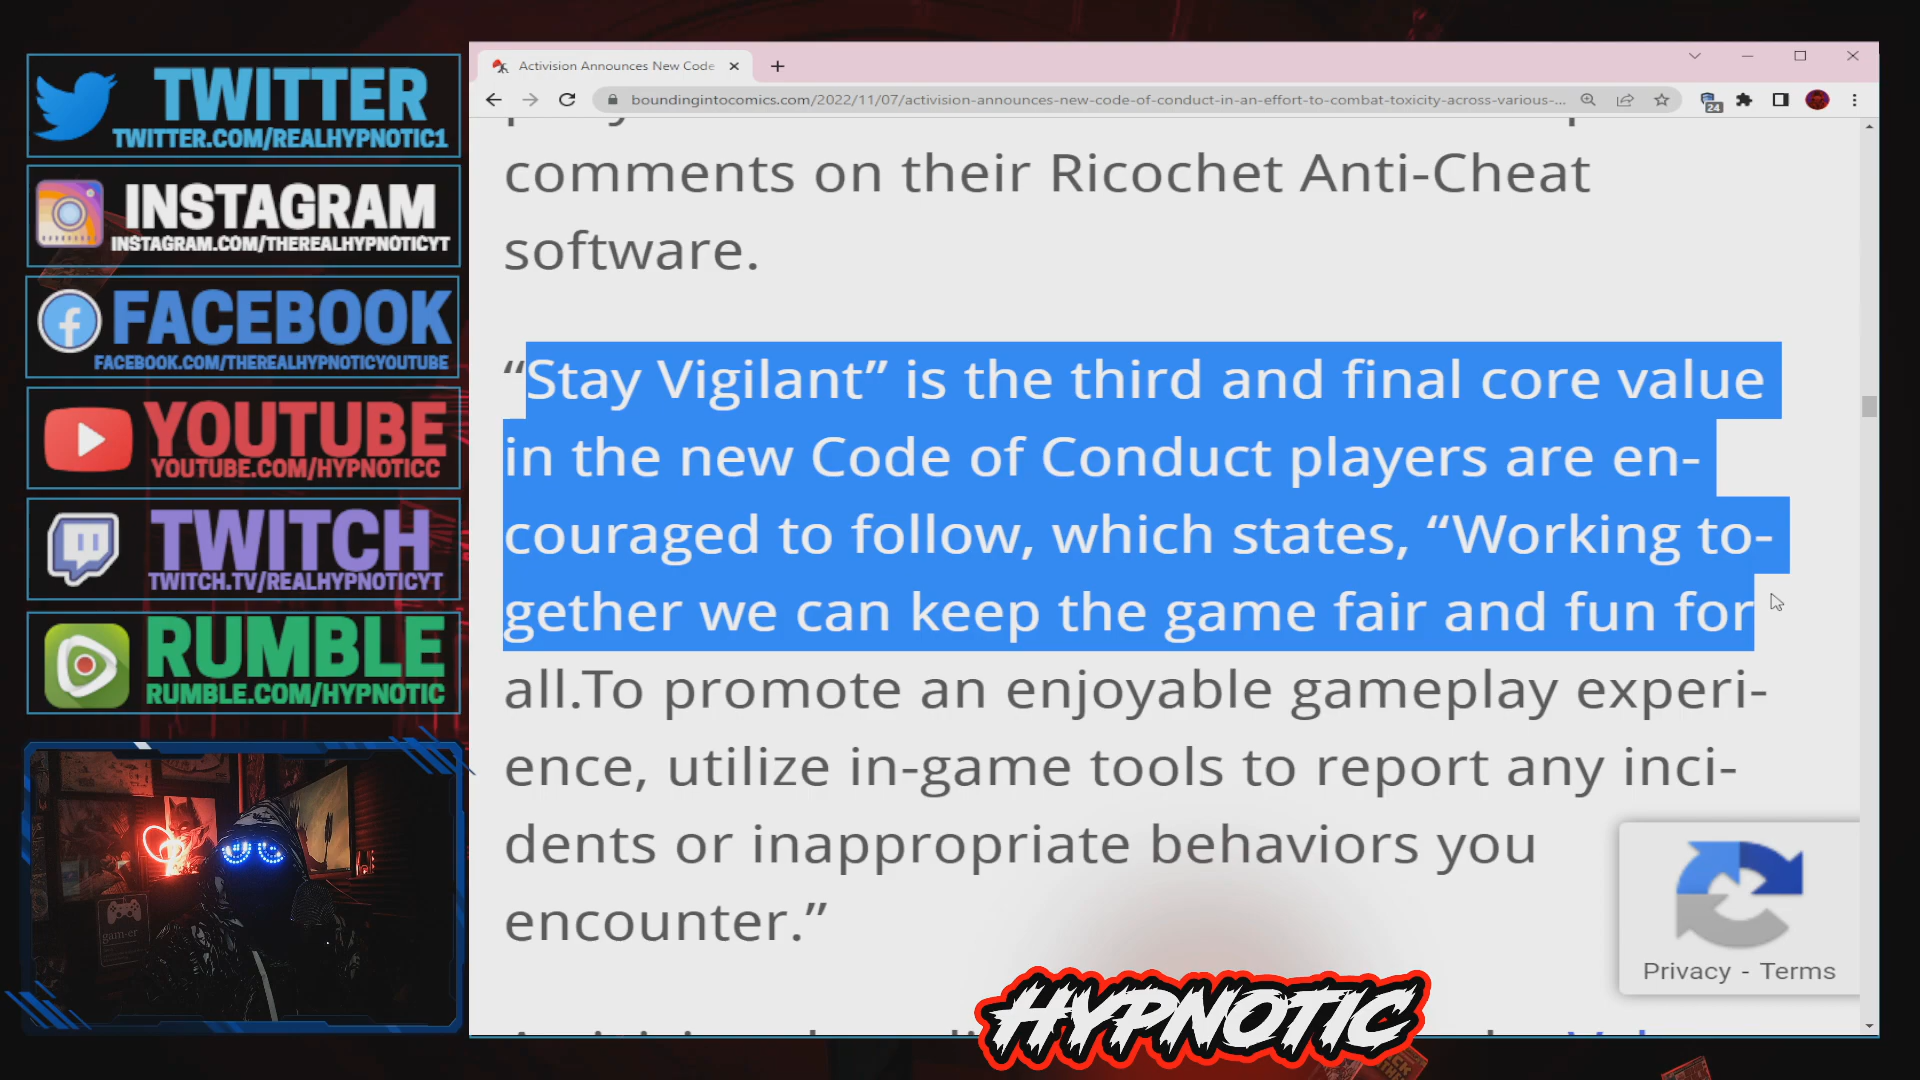 TWITTER
TWITTER.COM/REALHYPNOTIC1
INSTAGRAM
INSTAGRAM.COM/THEREALHYPNOTICYT
FACEBOOK
FACEBOOK.COM/THEREALHYPNOTICYOUTUBE
YOUTUBE
YOUTUBE.COM/HYPNOTICC
TWITCH
TWITCH.TV/REALHYPNOTICYT
RUMBLE
RUMBLE.COM/HYPNOTIC
gam·er
Activision Announces New Code
boundingintocomics.com/2022/11/07/activision-announces-new-code-of-conduct-in-an-effort-to-combat-toxicity-across-various-...
24
comments on their Ricochet Anti-Cheat
software.
“Stay Vigilant” is the third and final core value
in the new Code of Conduct players are en-
couraged to follow, which states, “Working to-
gether we can keep the game fair and fun for
all.To promote an enjoyable gameplay experi-
ence, utilize in-game tools to report any inci-
dents or inappropriate behaviors you
encounter.”
Privacy - Terms
HYPNOTIC